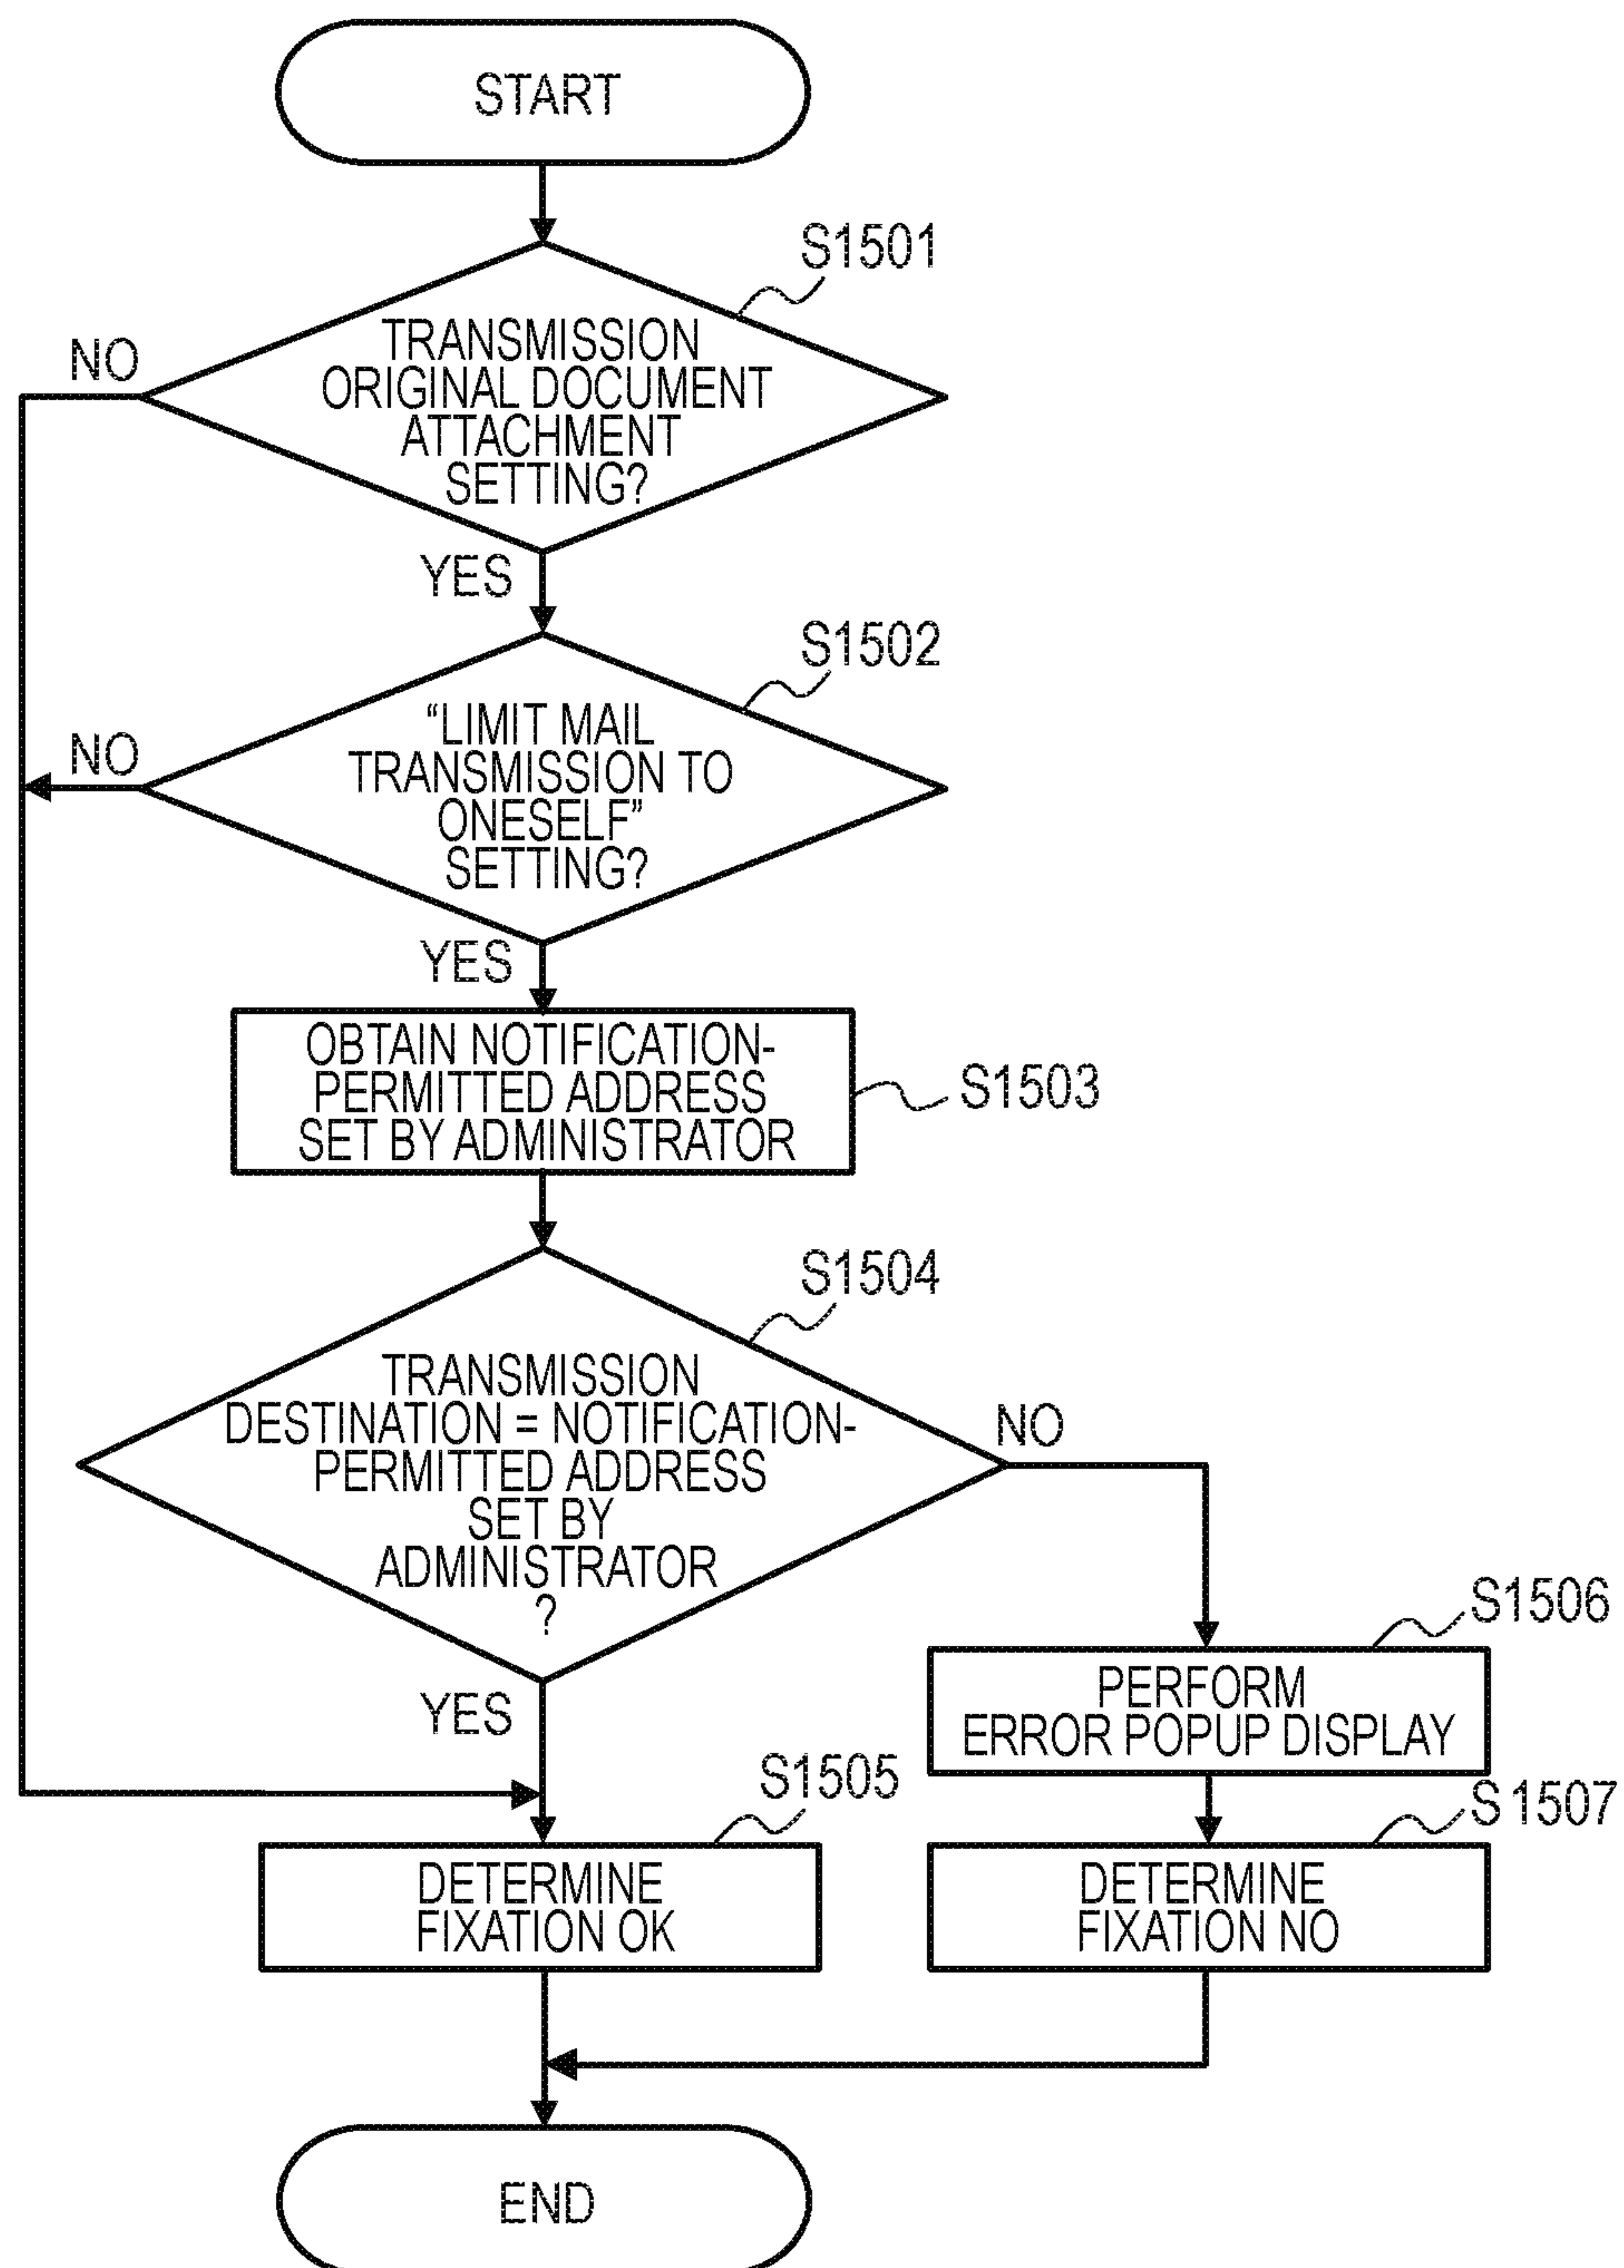 START
S1501
TRANSMISSION
ORIGINAL DOCUMENT
ATTACHMENT
SETTING?
NO
YES
S1502
“LIMIT MAIL
TRANSMISSION TO
ONESELF”
SETTING?
NO
YES
OBTAIN NOTIFICATION-
PERMITTED ADDRESS
SET BY ADMINISTRATOR
S1503
S1504
TRANSMISSION
DESTINATION = NOTIFICATION-
PERMITTED ADDRESS
SET BY
ADMINISTRATOR
?
NO
YES
S1506
PERFORM
ERROR POPUP DISPLAY
S1505
DETERMINE
FIXATION OK
S 1507
DETERMINE
FIXATION NO
END